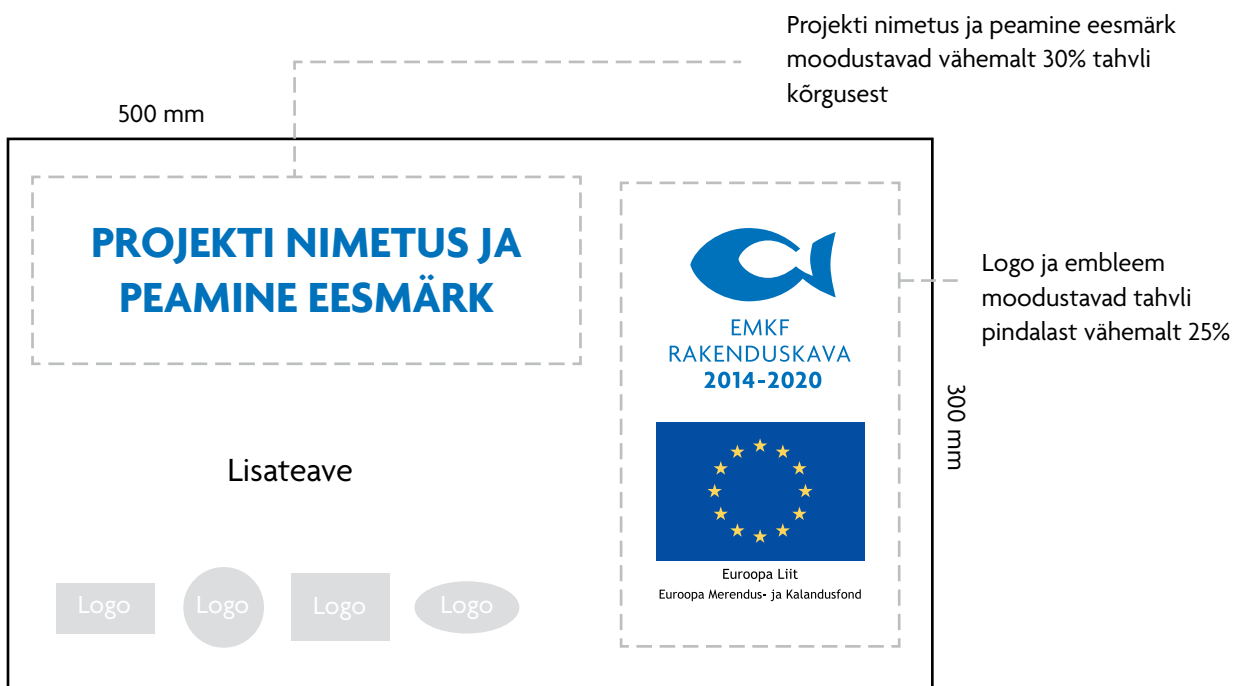 Projekti nimetus ja peamine eesmärk
moodustavad vähemalt 30% tahvli
kõrgusest
500 mm
PROJEKTI NIMETUS JA
PEAMINE EESMÄRK
EMKF
RAKENDUSKAVA
2014-2020
Logo ja embleem
moodustavad tahvli
pindalast vähemalt 25%
300 mm
Lisateave
Euroopa Liit
Euroopa Merendus- ja Kalandusfond
Logo
Logo
Logo
Logo